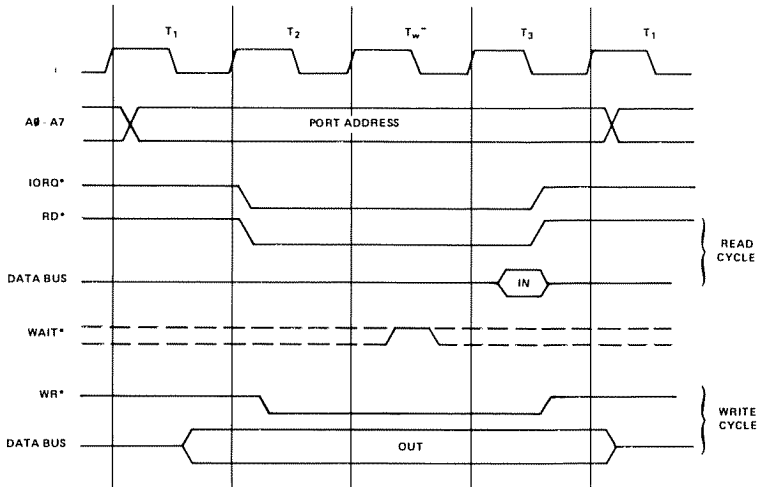 T1 T2 Tw* T3 T1
A0 - A7 PORT ADDRESS
IORQ*
RD*
READ
CYCLE
DATA BUS IN
WAIT*
WR*
WRITE
CYCLE
DATA BUS OUT